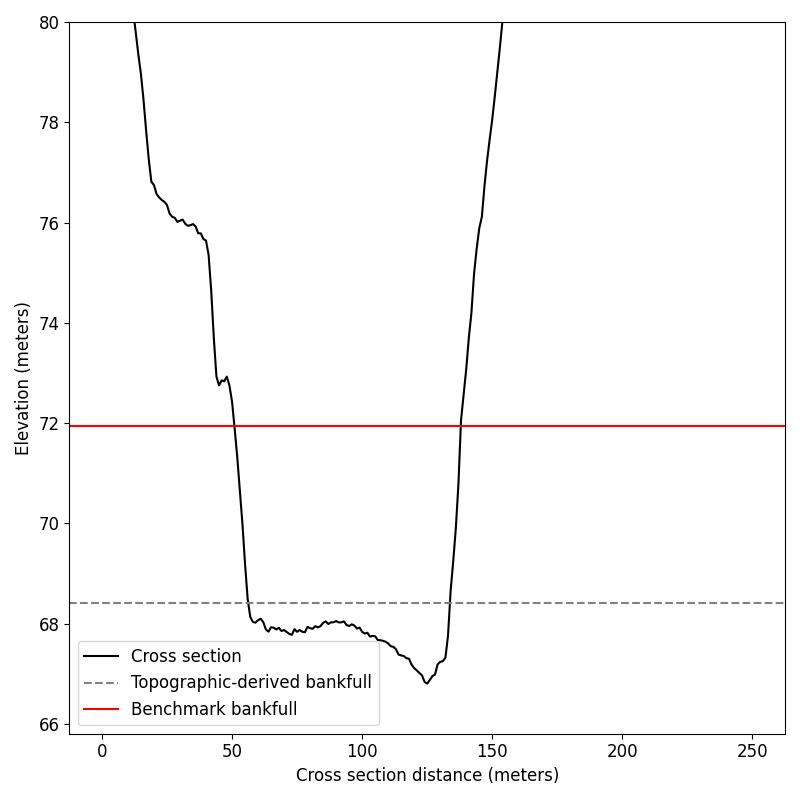 80
78
76
74
72
70
68
66
Elevation (meters)
Cross section
Topographic-derived bankfull
Benchmark bankfull
0 50 100 150 200 250
Cross section distance (meters)